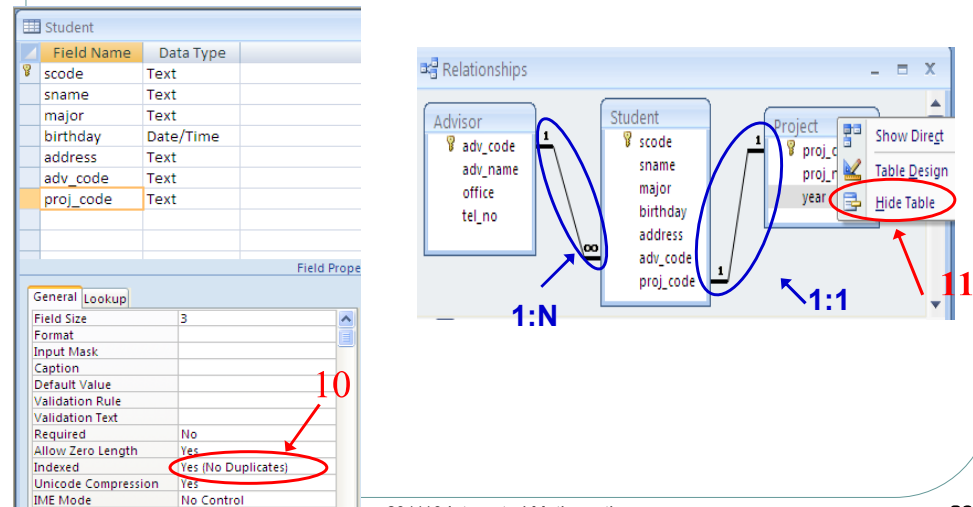 Student
Field Name Data Type
scode Text
sname Text
major Text
birthday Date/Time
address Text
adv_code Text
proj_code Text
Field Prope
General Lookup
Field Size 3
Format
Input Mask
Caption
Default Value
Validation Rule
Validation Text
Required No
Allow Zero Length Yes
Indexed Yes (No Duplicates)
Unicode Compression Yes
IME Mode No Control
10
Relationships
Advisor
adv_code
adv_name
office
tel_no
1
∞
Student
scode
sname
major
birthday
address
adv_code
proj_code
1
1
Project
proj_c
proj_n
year
Show Direct
Table Design
Hide Table
11
1:N
1:1